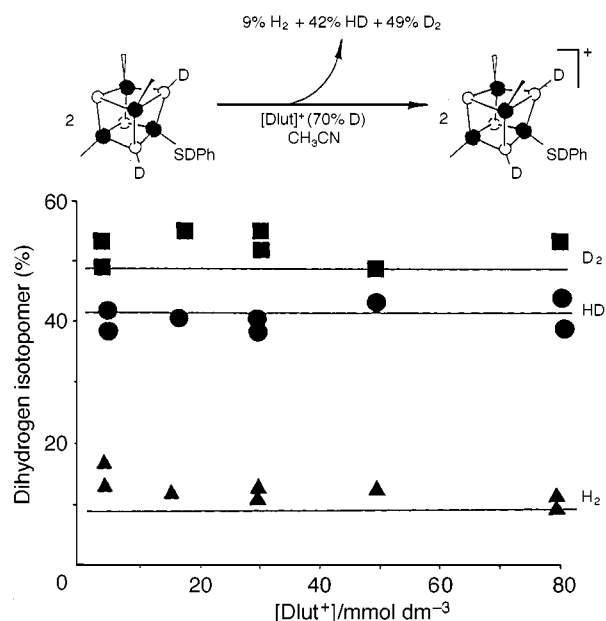 9% H₂ + 42% HD + 49% D₂
D
]⁺
D
2
[Dlut]⁺ (70% D)
2
CH₃CN
SDPh
SDPh
D
D
60
D₂
HD
40
Dihydrogen isotopomer (%)
20
H₂
0
20
40
60
80
[Dlut⁺]/mmol dm⁻³